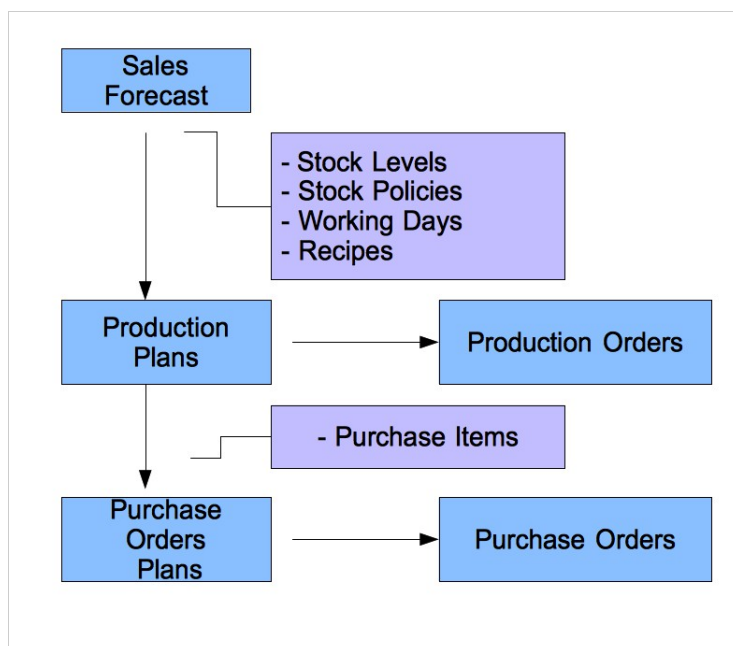 Sales
Forecast
- Stock Levels
- Stock Policies
- Working Days
- Recipes
Production
Plans
Production Orders
- Purchase Items
Purchase
Orders
Plans
Purchase Orders